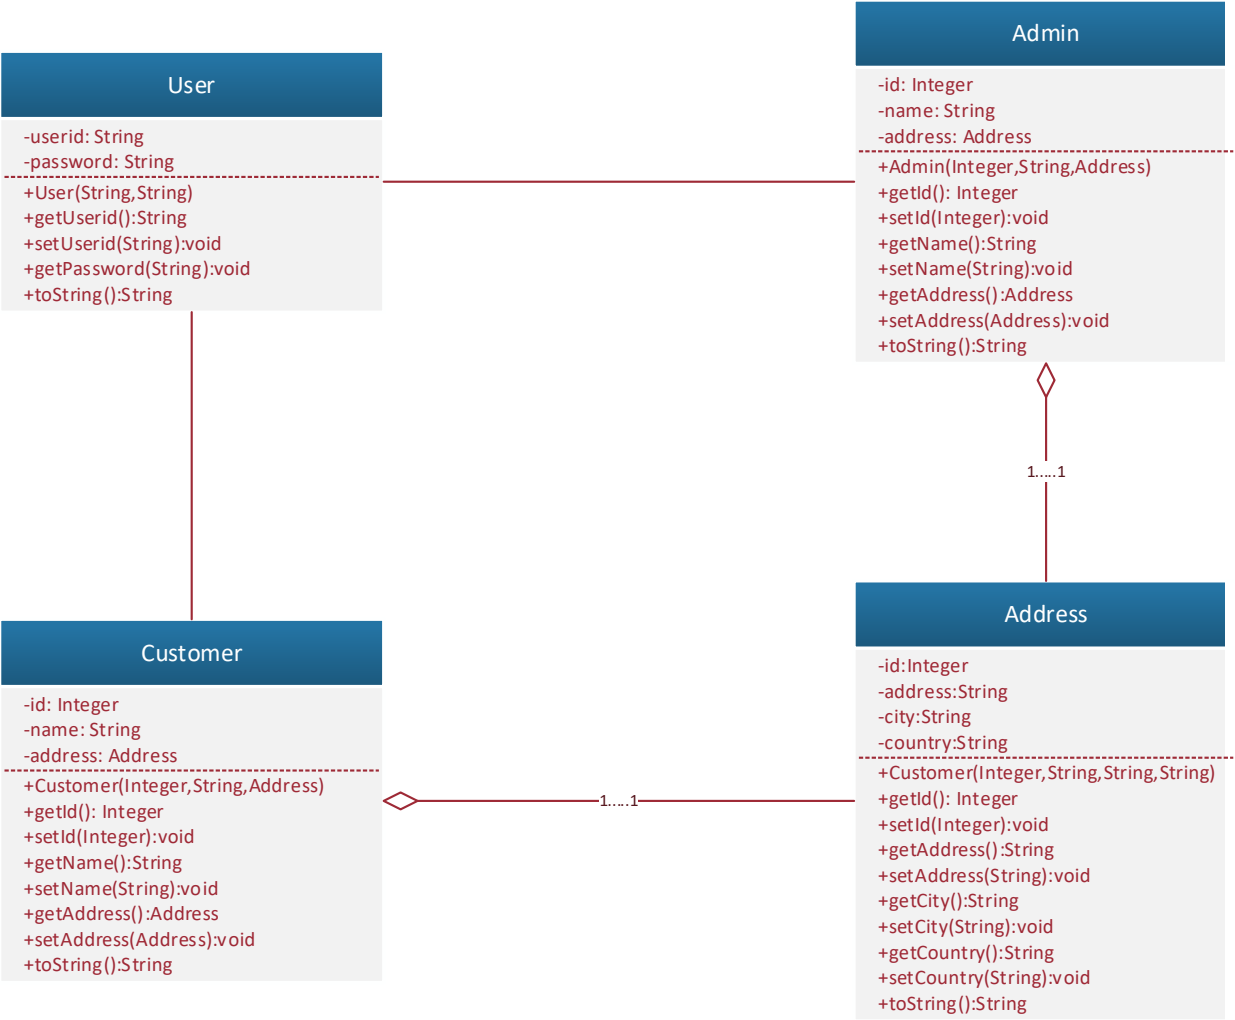 User
-userid: String
-password: String
+User(String,String)
+getUserid():String
+setUserid(String):void
+getPassword(String):void
+toString():String
Admin
-id: Integer
-name: String
-address: Address
+Admin(Integer,String,Address)
+getId(): Integer
+setId(Integer):void
+getName():String
+setName(String):void
+getAddress():Address
+setAddress(Address):void
+toString():String
1.....1
Customer
-id: Integer
-name: String
-address: Address
+Customer(Integer,String,Address)
+getId(): Integer
+setId(Integer):void
+getName():String
+setName(String):void
+getAddress():Address
+setAddress(Address):void
+toString():String
1.....1
Address
-id:Integer
-address:String
-city:String
-country:String
+Customer(Integer,String,String,String)
+getId(): Integer
+setId(Integer):void
+getAddress():String
+setAddress(String):void
+getCity():String
+setCity(String):void
+getCountry():String
+setCountry(String):void
+toString():String